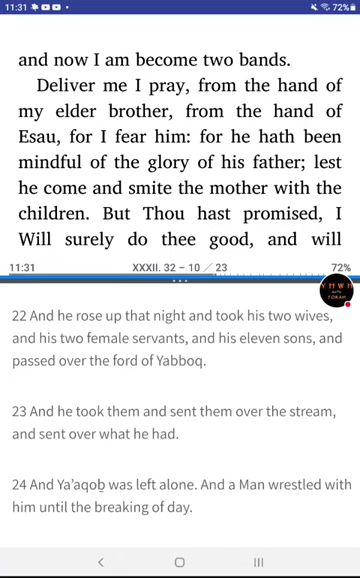 11:31
72%
and now I am become two bands.
Deliver me I pray, from the hand of
my elder brother, from the hand of
Esau, for I fear him: for he hath been
mindful of the glory of his father; lest
he come and smite the mother with the
children. But Thou hast promised, I
Will surely do thee good, and will
11:31 XXXII. 32 – 10 / 23 72%
YHWH
TORAH
22 And he rose up that night and took his two wives,
and his two female servants, and his eleven sons, and
passed over the ford of Yabboq.
23 And he took them and sent them over the stream,
and sent over what he had.
24 And Ya’aqoḇ was left alone. And a Man wrestled with
him until the breaking of day.